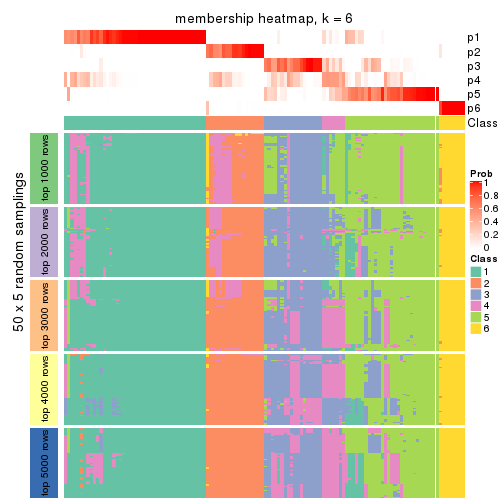 membership heatmap, k = 6
p1
p2
p3
p4
p5
p6
Class
50 x 5 random samplings
top 1000 rows
top 2000 rows
top 3000 rows
top 4000 rows
top 5000 rows
Prob
1
0.8
0.6
0.4
0.2
0
Class
1
2
3
4
5
6